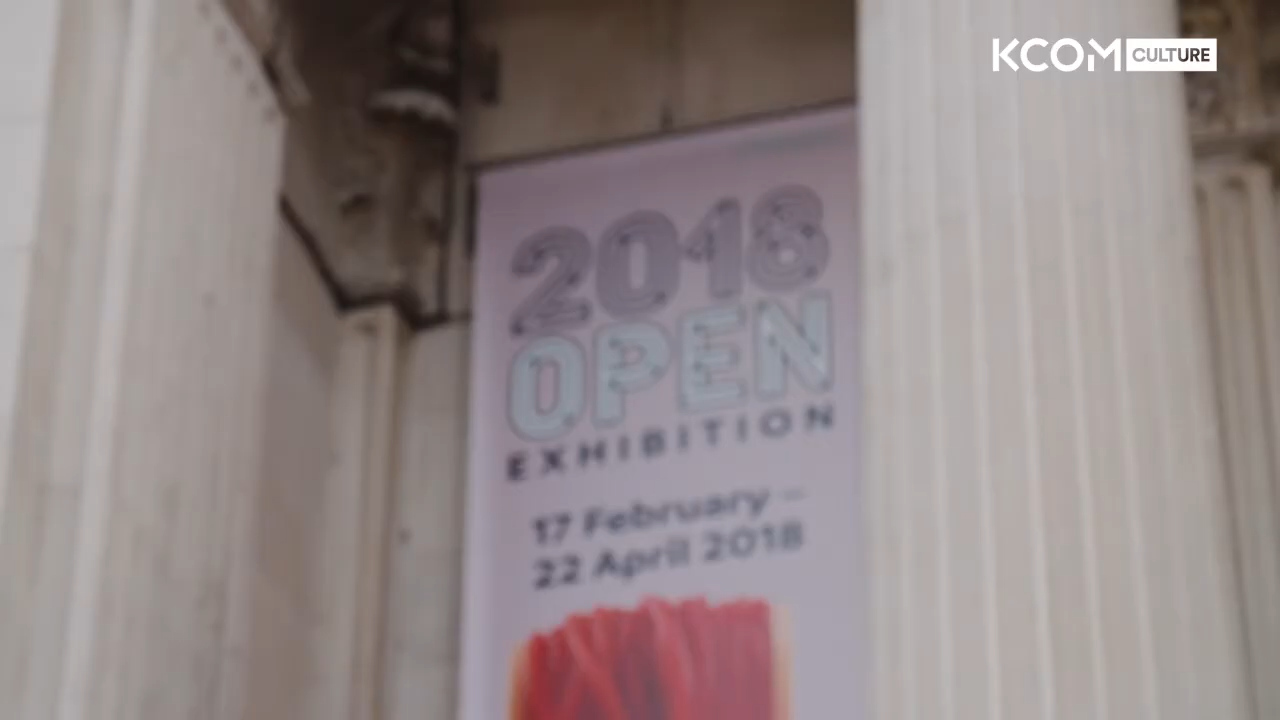 KCOM CULTURE
2018
OPEN
EXHIBITION
17 February –
22 April 2018